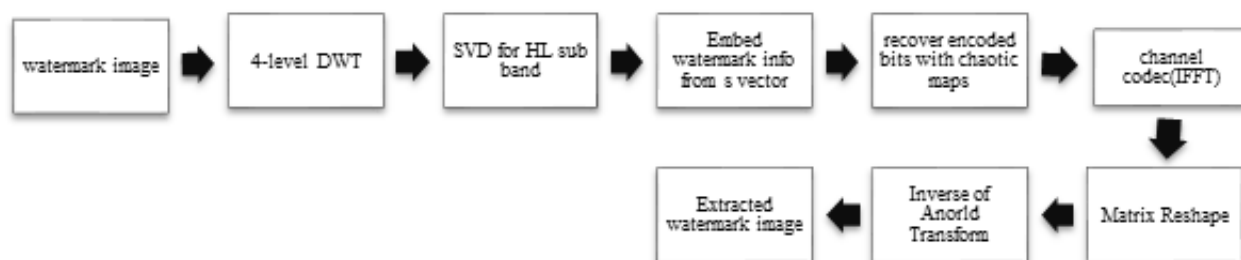 watermark image
4-level DWT
SVD for HL sub
band
Embed
watermark info
from s vector
recover encoded
bits with chaotic
maps
channel
codec(IFFT)
Matrix Reshape
Inverse of
Anorld
Transform
Extracted
watermark image